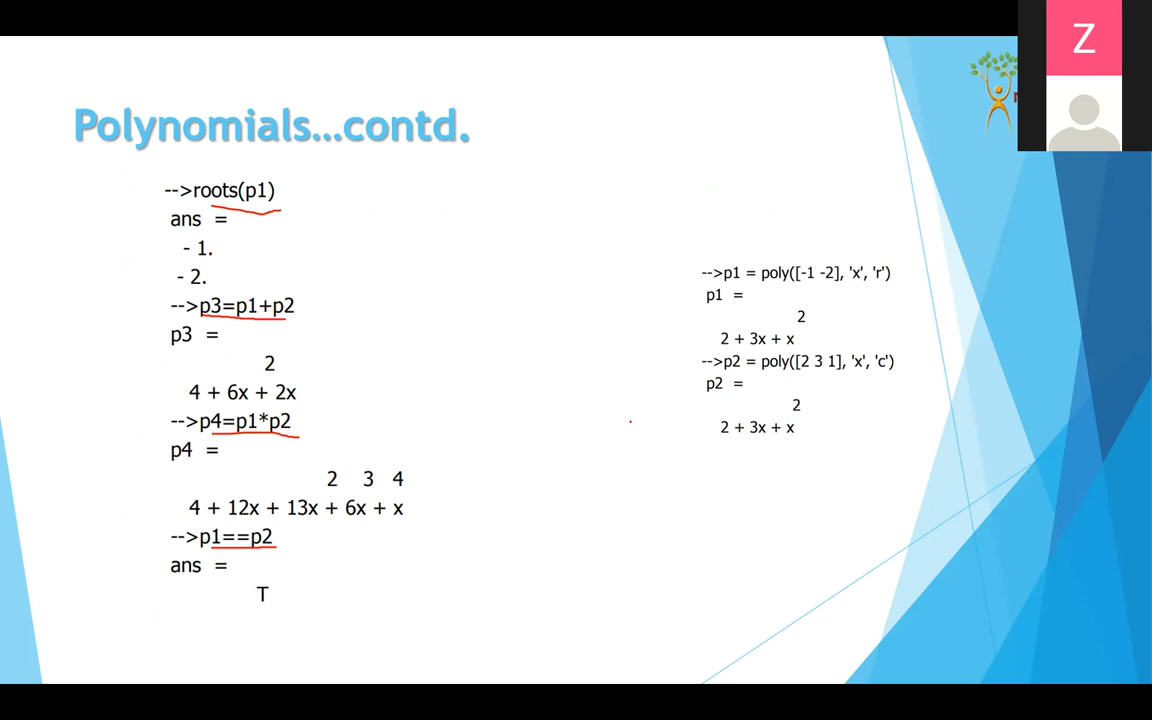 Polynomials...contd.
-->roots(p1)
ans =
- 1.
- 2.
-->p3=p1+p2
p3 =
2
4 + 6x + 2x
-->p4=p1*p2
p4 =
2 3 4
4 + 12x + 13x + 6x + x
-->p1==p2
ans =
T
-->p1 = poly([-1 -2], 'x', 'r')
p1 =
2
2 + 3x + x
-->p2 = poly([2 3 1], 'x', 'c')
p2 =
2
2 + 3x + x
Z